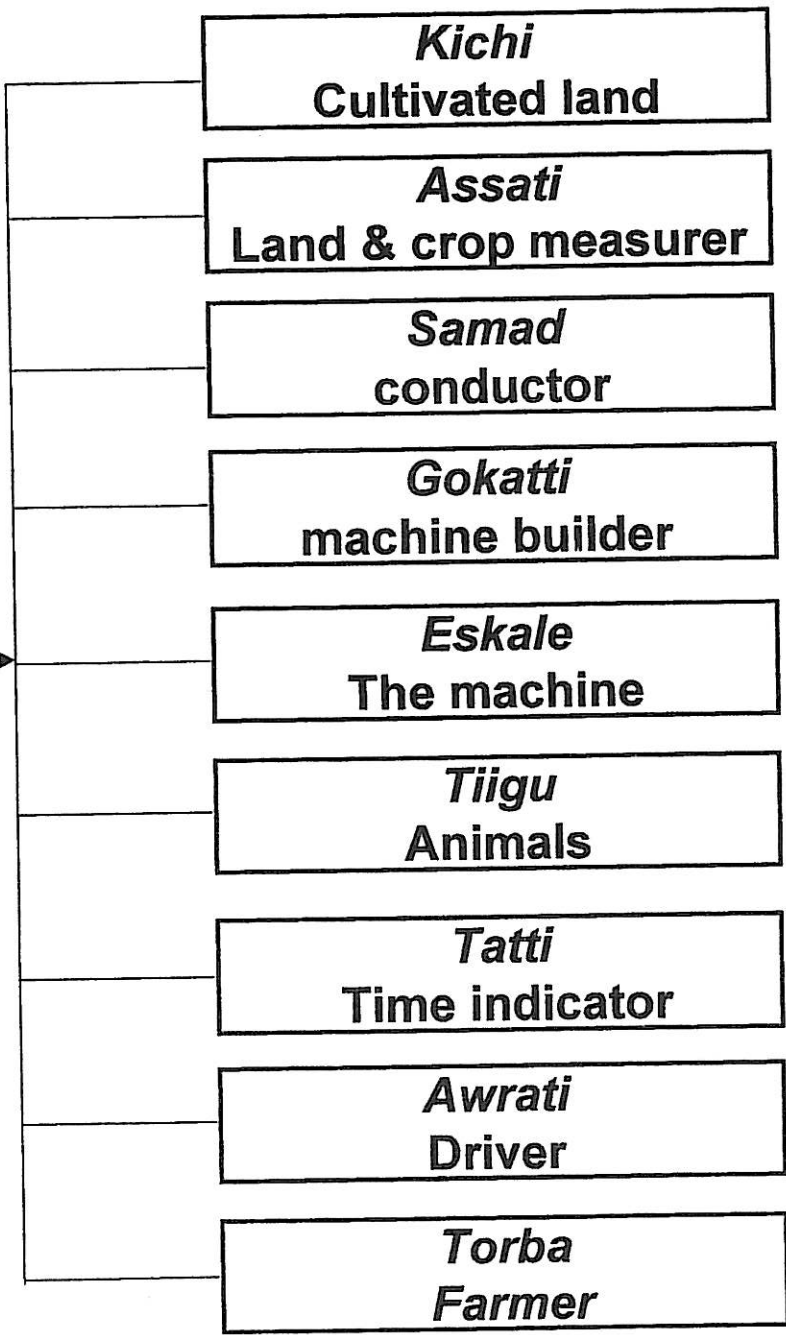 Kichi
Cultivated land
Assati
Land & crop measurer
Samad
conductor
Gokatti
machine builder
Eskale
The machine
Tiigu
Animals
Tatti
Time indicator
Awrati
Driver
Torba
Farmer